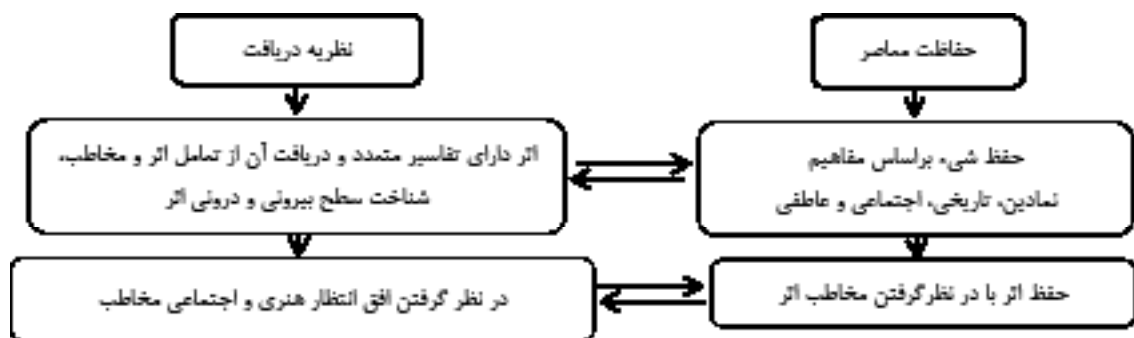 حفاظت معاصر
نظریه دریافت
حفظ شی، براساس مفاهیم
نمادین، تاریخی، اجتماعی و عاطفی
اثر دارای تفاسیر متعدد و دریافت آن از تعامل اثر و مخاطب،
شناخت سطح بیرونی و درونی اثر
حفظ اثر با در نظرگرفتن مخاطب اثر
در نظر گرفتن افق انتظار هنری و اجتماعی مخاطب